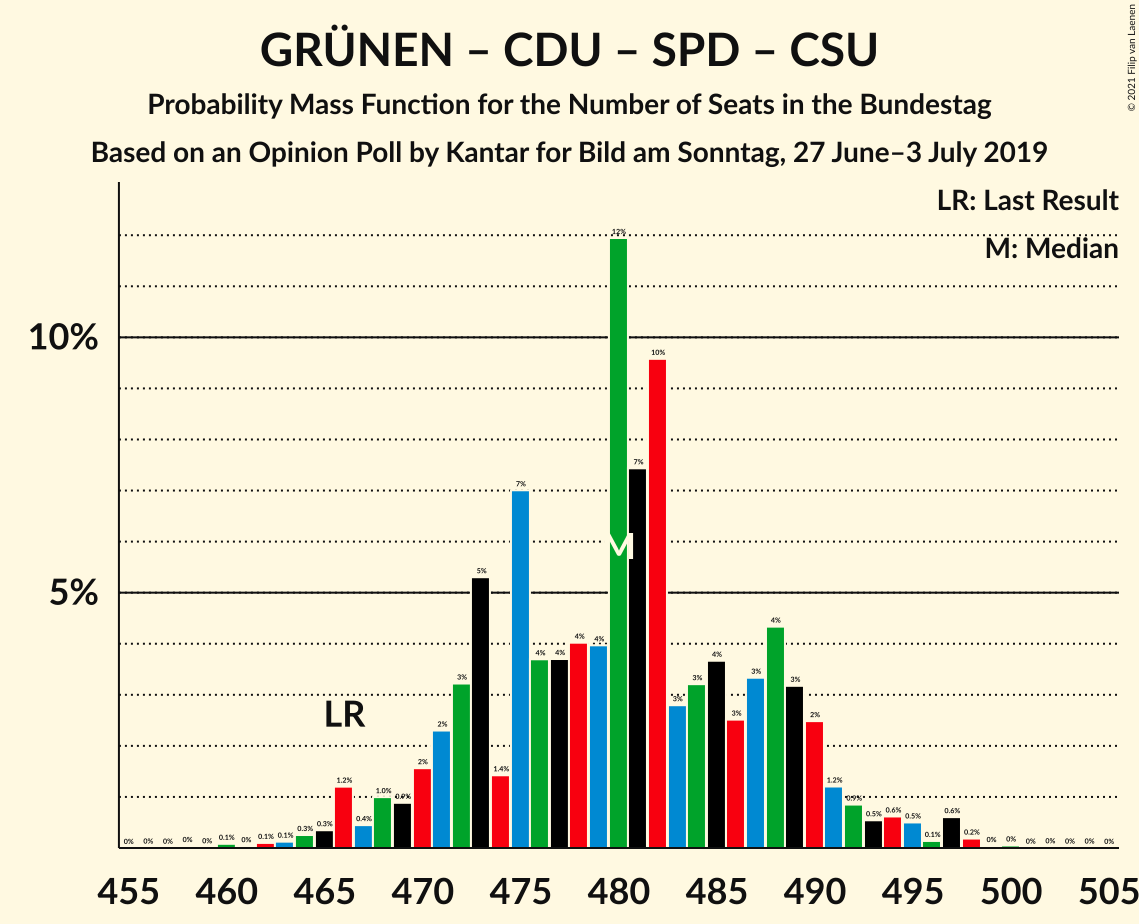 © 2021 Filip van Laenen
GRÜNEN – CDU – SPD – CSU
Probability Mass Function for the Number of Seats in the Bundestag
Based on an Opinion Poll by Kantar for Bild am Sonntag, 27 June–3 July 2019
LR: Last Result
M: Median
10%
5%
LR
M
0% 0% 0% 0% 0% 0.1% 0% 0.1% 0.1% 0.3% 0.3% 1.2% 0.4% 1.0% 0.9% 2% 2% 3% 5% 1.4% 7% 4% 4% 4% 4% 12% 7% 10% 3% 3% 4% 3% 3% 4% 3% 2% 1.2% 0.9% 0.5% 0.6% 0.5% 0.1% 0.6% 0.2% 0% 0% 0% 0% 0% 0% 0%
455 460 465 470 475 480 485 490 495 500 505